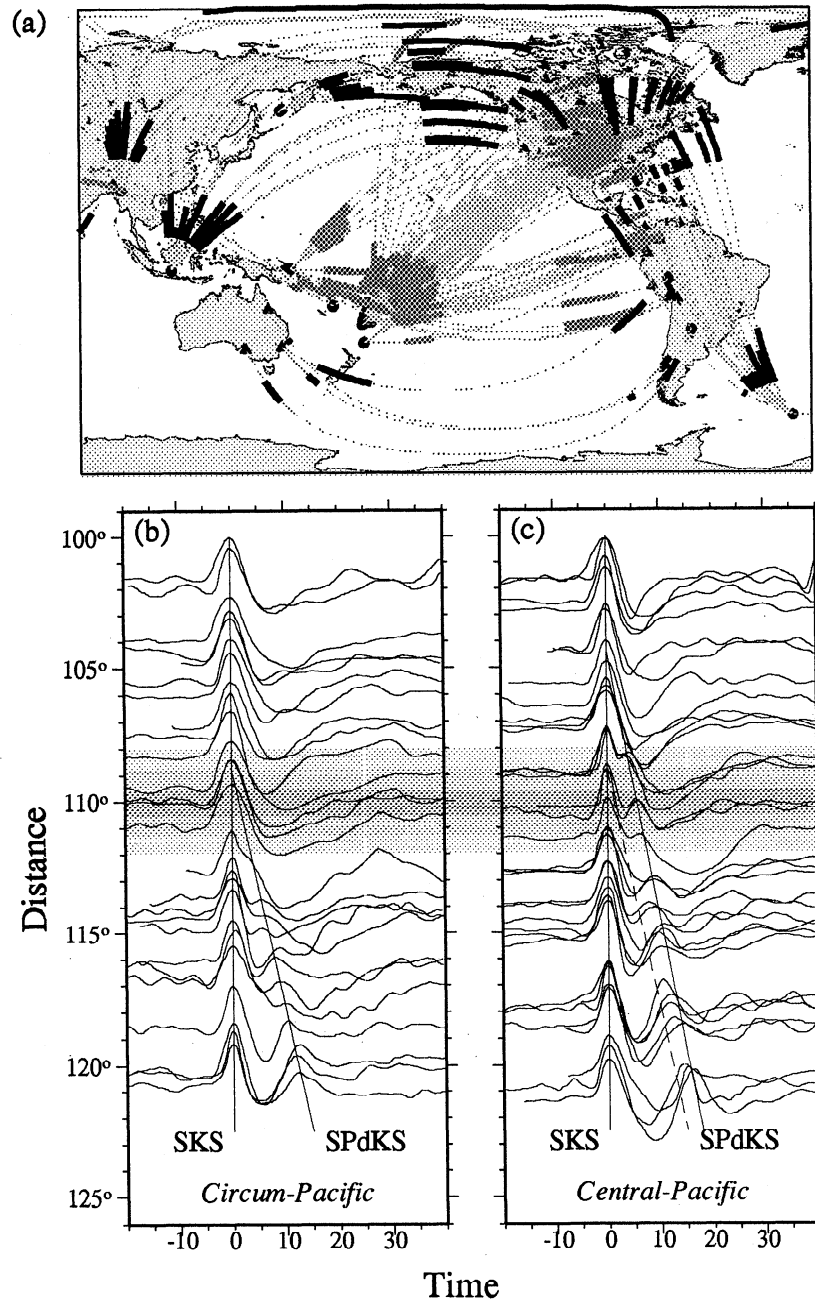 (a)
(b)
(c)
100°
105°
110°
115°
120°
125°
Distance
SKS
SPdKS
SKS
SPdKS
Circum-Pacific
Central-Pacific
-10 0 10 20 30
-10 0 10 20 30
Time